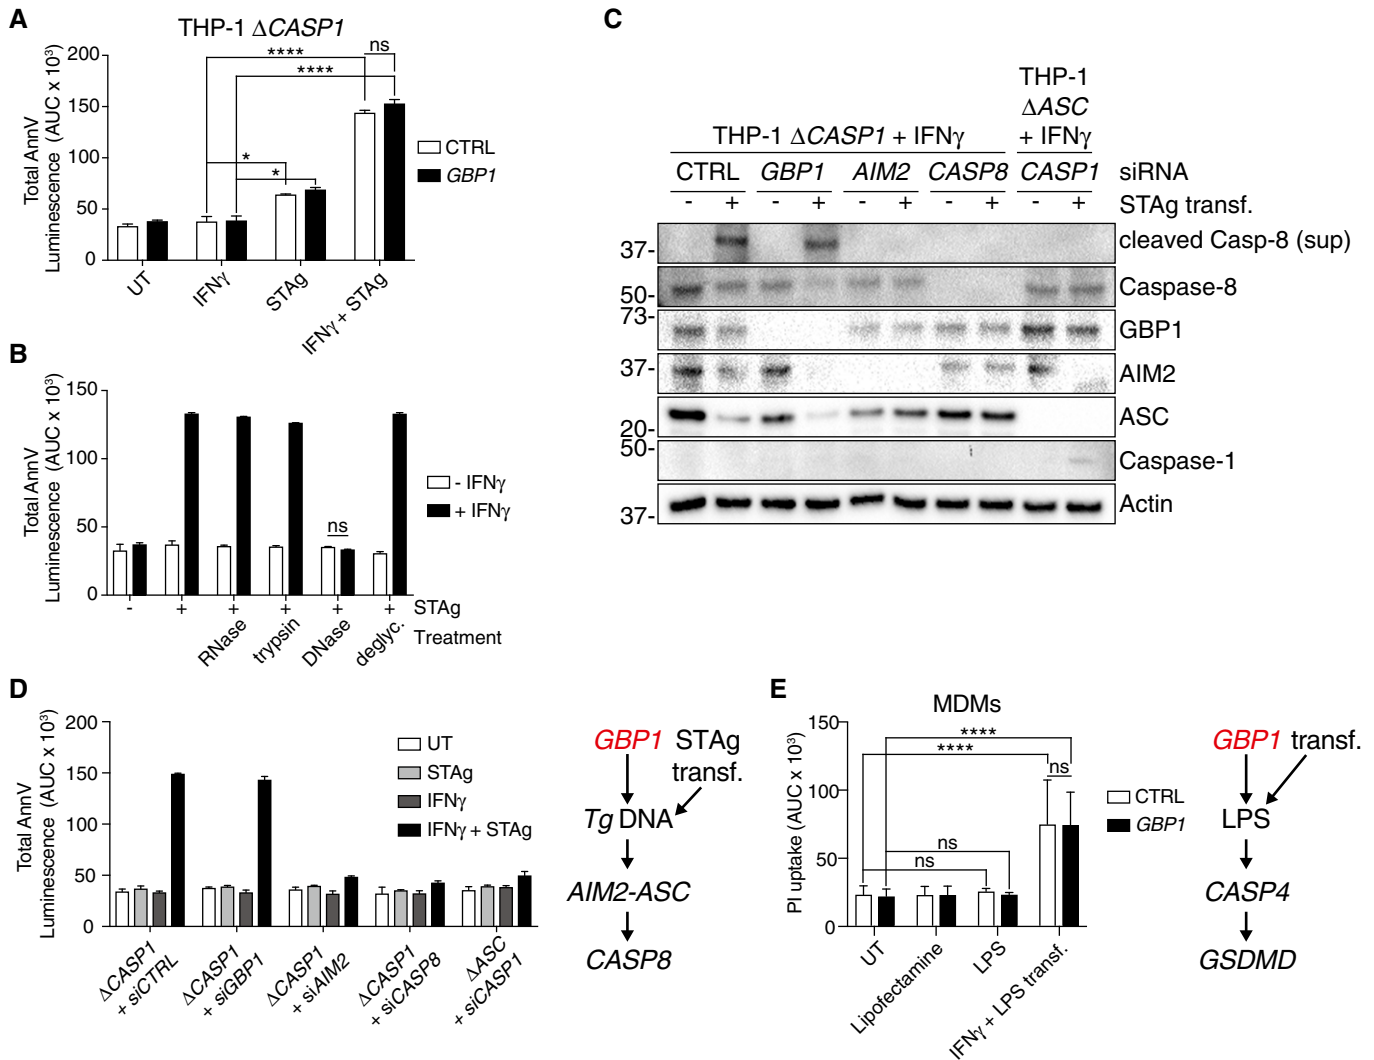 A
THP-1 ΔCASP1
Total AnnV
Luminescence (AUC x 10³)
200
150
100
50
0
****
ns
****
*
*
CTRL
GBP1
UT
IFNγ
STAg
IFNγ + STAg
B
Total AnnV
Luminescence (AUC x 10³)
150
100
50
0
ns
- IFNγ
+ IFNγ
- + + + + + STAg
RNase
trypsin
DNase
deglyc.
Treatment
C
THP-1 ΔCASP1 + IFNγ
THP-1
ΔASC
+ IFNγ
CTRL GBP1 AIM2 CASP8 CASP1 siRNA
- + - + - + - + - + STAg transf.
37- cleaved Casp-8 (sup)
50- Caspase-8
73- GBP1
37- AIM2
20- ASC
50- Caspase-1
37- Actin
D
Total AnnV
Luminescence (AUC x 10³)
200
150
100
50
0
UT
STAg
IFNγ
IFNγ + STAg
ΔCASP1
+ siCTRL
ΔCASP1
+ siGBP1
ΔCASP1
+ siAIM2
ΔCASP1
+ siCASP8
ΔASC
+ siCASP1
GBP1 STAg
transf.
Tg DNA
AIM2-ASC
CASP8
E
MDMs
PI uptake (AUC x 10³)
150
100
50
0
****
****
ns
ns
ns
CTRL
GBP1
UT
Lipofectamine
LPS
IFNγ + LPS transf.
GBP1 transf.
LPS
CASP4
GSDMD